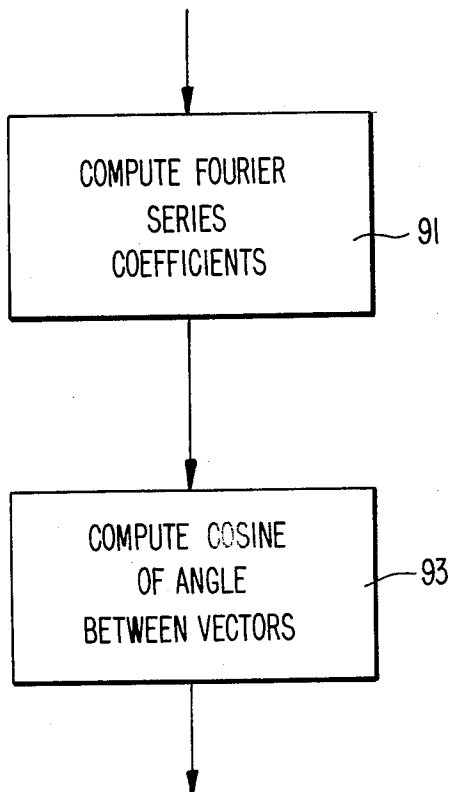 COMPUTE FOURIER
SERIES
COEFFICIENTS
91
COMPUTE COSINE
OF ANGLE
BETWEEN VECTORS
93